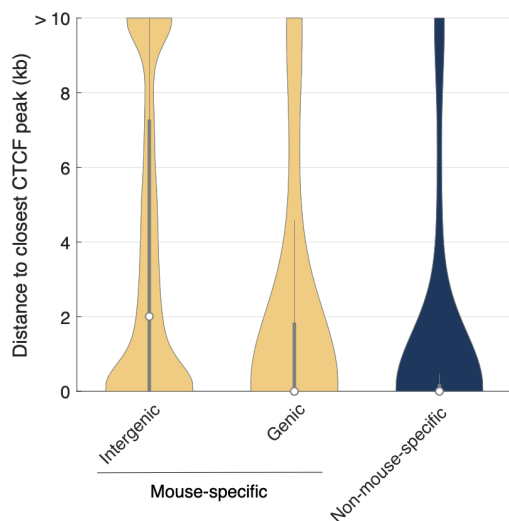 Distance to closest CTCF peak (kb)
> 10
8
6
4
2
0
Intergenic
Genic
Non-mouse-specific
Mouse-specific